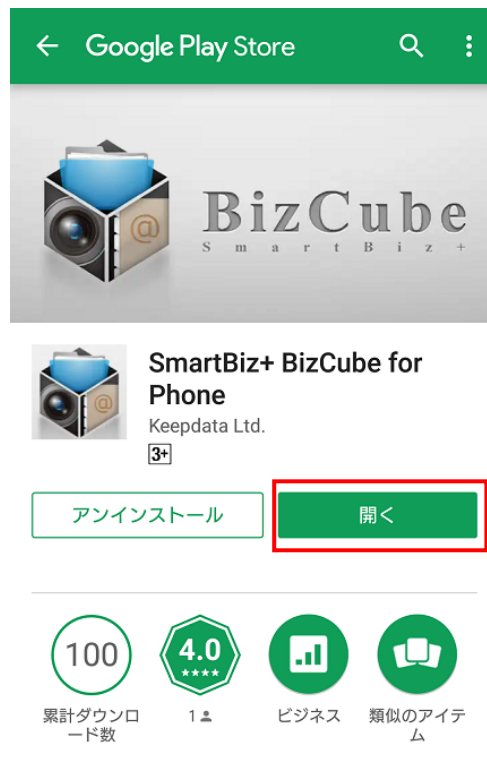 Google Play Store
@
BizCube
SmartBiz+
@
SmartBiz+ BizCube for
Phone
Keepdata Ltd.
3+
アンインストール
開く
100
4.0
累計ダウンロ
ード数
1
ビジネス
類似のアイテ
ム